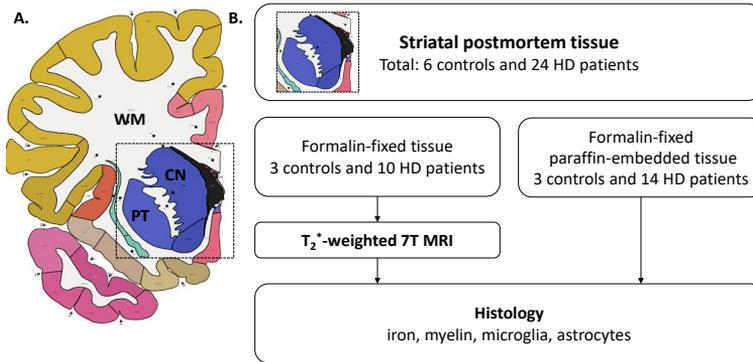 A.
B.
WM
CN
PT
Striatal postmortem tissue
Total: 6 controls and 24 HD patients
Formalin-fixed tissue
3 controls and 10 HD patients
Formalin-fixed
paraffin-embedded tissue
3 controls and 14 HD patients
T₂*-weighted 7T MRI
Histology
iron, myelin, microglia, astrocytes